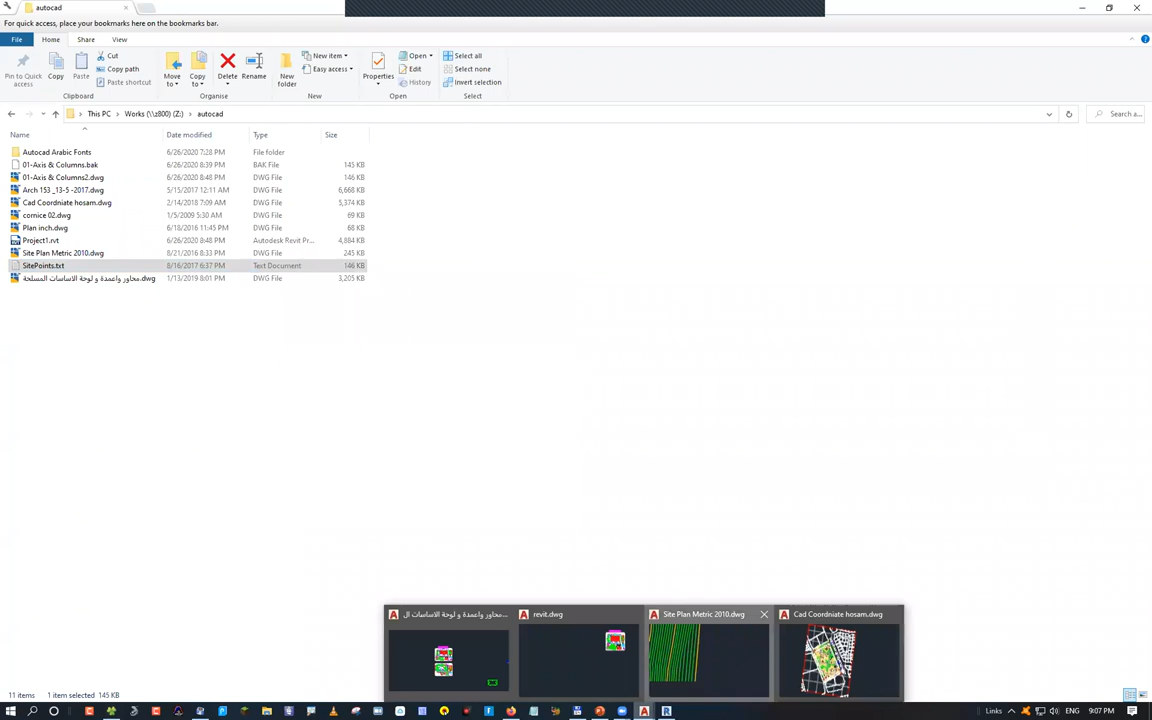 autocad
For quick access, place your bookmarks here on the bookmarks bar.
File Home Share View
Pin to Quick access
Copy
Paste
Cut
Copy path
Paste shortcut
Clipboard
Move to
Copy to
Delete
Rename
Organise
New folder
New item
Easy access
New
Properties
Open
Edit
History
Open
Select all
Select none
Invert selection
Select
This PC Works (\\z800) (Z:) autocad
Search a...
Name Date modified Type Size
Autocad Arabic Fonts 6/26/2020 7:28 PM File folder
01-Axis & Columns.bak 6/26/2020 8:39 PM BAK File 145 KB
01-Axis & Columns2.dwg 6/26/2020 8:48 PM DWG File 146 KB
Arch 153 _13-5 -2017.dwg 5/15/2017 12:11 AM DWG File 6,668 KB
Cad Coordniate hosam.dwg 2/14/2018 7:09 AM DWG File 5,374 KB
cornice 02.dwg 1/5/2009 5:30 AM DWG File 69 KB
Plan inch.dwg 6/18/2016 11:45 PM DWG File 68 KB
Project1.rvt 6/26/2020 8:48 PM Autodesk Revit Pr... 4,884 KB
Site Plan Metric 2010.dwg 8/21/2016 8:33 PM DWG File 245 KB
SitePoints.txt 8/16/2017 6:37 PM Text Document 146 KB
محاور واعمدة و لوحة الاساسات المسلحة.dwg 1/13/2019 8:01 PM DWG File 3,205 KB
محاور واعمدة و لوحة الاساسات ال... revit.dwg Site Plan Metric 2010.dwg Cad Coordniate hosam.dwg
11 items 1 item selected 145 KB
Links ENG 9:07 PM